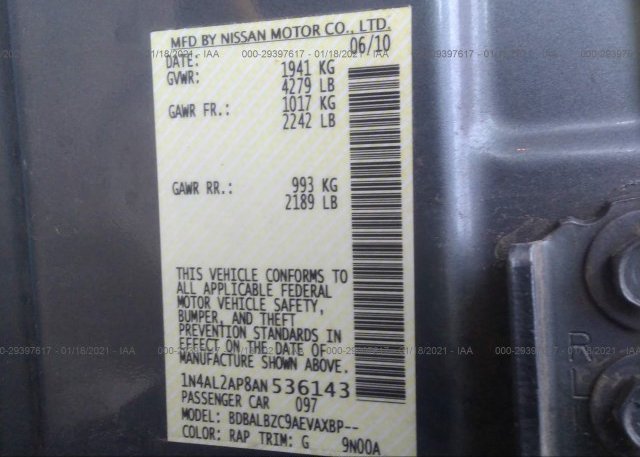 MFD BY NISSAN MOTOR CO., LTD.
DATE: 06/10
GVWR: 1941 KG
4279 LB
GAWR FR.: 1017 KG
2242 LB
GAWR RR.: 993 KG
2189 LB
THIS VEHICLE CONFORMS TO
ALL APPLICABLE FEDERAL
MOTOR VEHICLE SAFETY,
BUMPER, AND THEFT
PREVENTION STANDARDS IN
EFFECT ON THE DATE OF
MANUFACTURE SHOWN ABOVE.
1N4AL2AP8AN536143
PASSENGER CAR 097
MODEL: BDBALBZC9AEVAXBP--
COLOR: RAP TRIM: G 9N00A
000-29397617 - 01/18/2021 - IAA